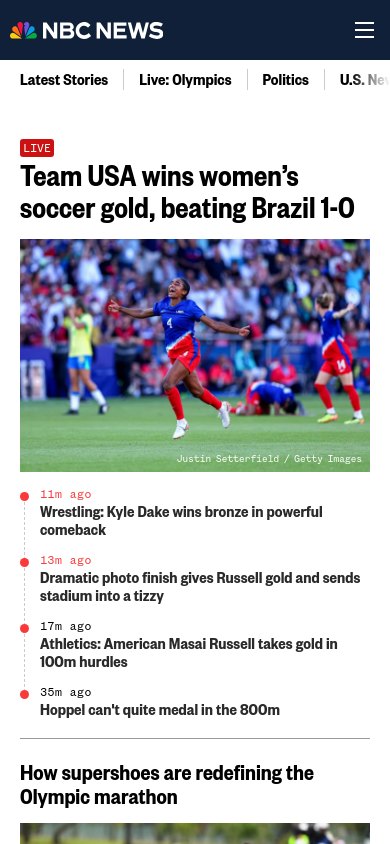 NBC NEWS
Latest Stories
Live: Olympics
Politics
U.S.
LIVE
Team USA wins women’s
soccer gold, beating Brazil 1-0
4
14
Justin Setterfield / Getty Images
11m ago
Wrestling: Kyle Dake wins bronze in powerful
comeback
13m ago
Dramatic photo finish gives Russell gold and sends
stadium into a tizzy
17m ago
Athletics: American Masai Russell takes gold in
100m hurdles
35m ago
Hoppel can't quite medal in the 800m
How supershoes are redefining the
Olympic marathon